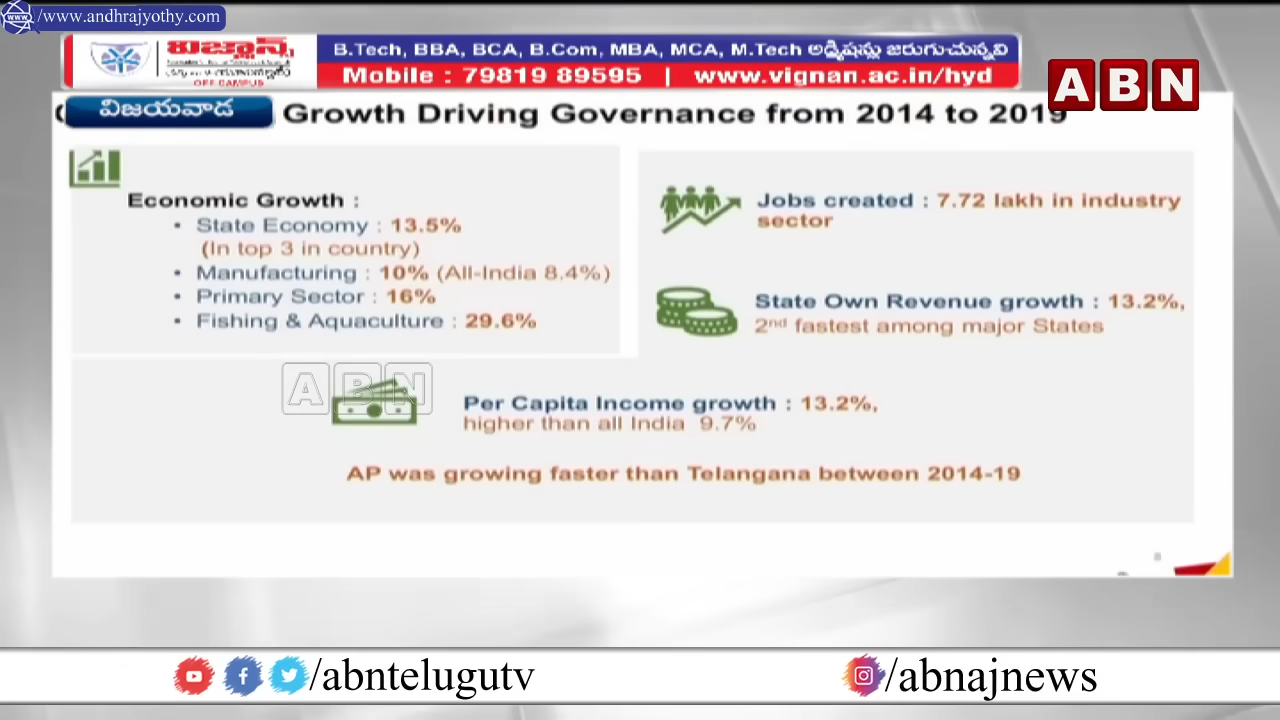 www.andhrajyothy.com
B.Tech, BBA, BCA, B.Com, MBA, MCA, M.Tech అడ్మిషన్లు జరుగుచున్నవి
OFF CAMPUS
Mobile : 79819 89595 | www.vignan.ac.in/hyd
ABN
విజయవాడ
Growth Driving Governance from 2014 to 2019
Economic Growth :
• State Economy : 13.5%
(In top 3 in country)
• Manufacturing : 10% (All-India 8.4%)
• Primary Sector : 16%
• Fishing & Aquaculture : 29.6%
Jobs created : 7.72 lakh in industry
sector
State Own Revenue growth : 13.2%,
2nd fastest among major States
ABN
Per Capita Income growth : 13.2%,
higher than all India 9.7%
AP was growing faster than Telangana between 2014-19
/abntelugutv
/abnajnews